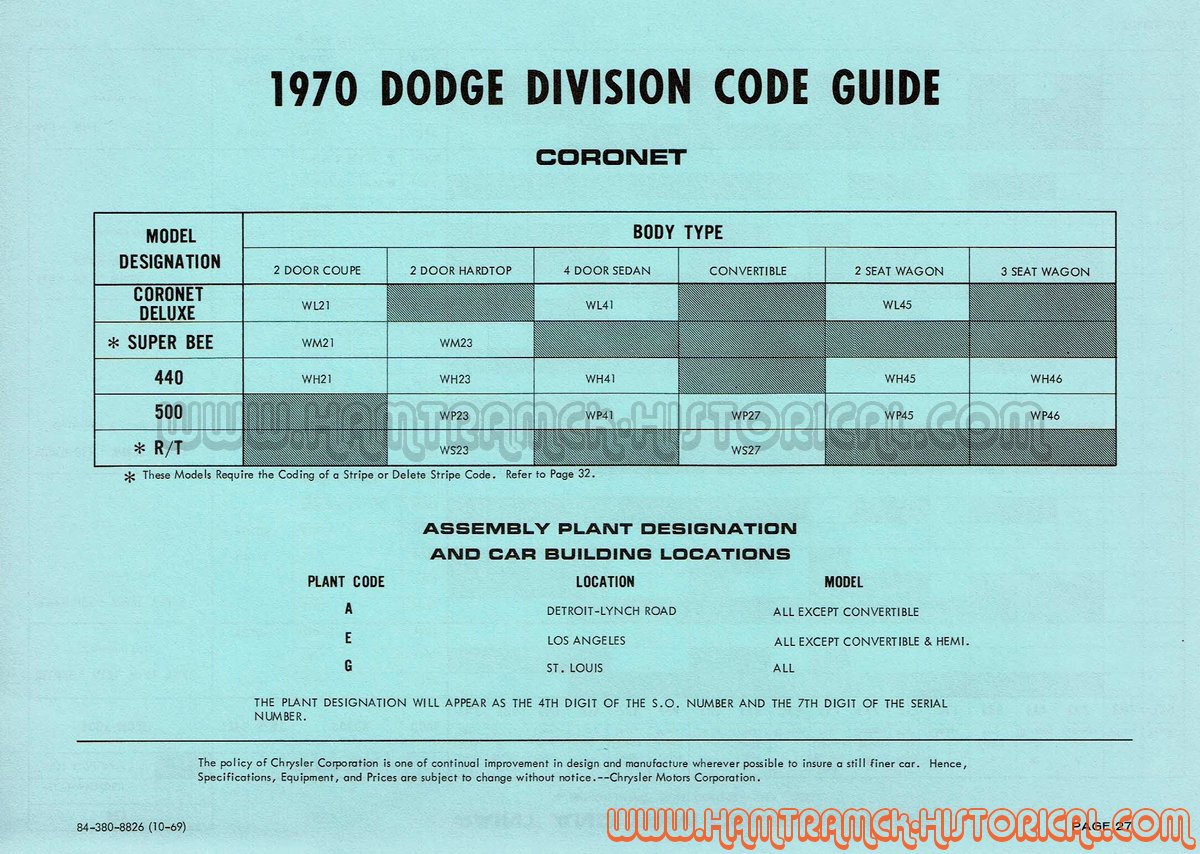 1970 DODGE DIVISION CODE GUIDE
CORONET
MODEL DESIGNATION BODY TYPE
2 DOOR COUPE 2 DOOR HARDTOP 4 DOOR SEDAN CONVERTIBLE 2 SEAT WAGON 3 SEAT WAGON
CORONET DELUXE WL21 WL41 WL45
* SUPER BEE WM21 WM23
440 WH21 WH23 WH41 WH45 WH46
500 WP23 WP41 WP27 WP45 WP46
www.HAMTRAMCK-HISTORICAL.COM
* R/T WS23 WS27
* These Models Require the Coding of a Stripe or Delete Stripe Code. Refer to Page 32.
ASSEMBLY PLANT DESIGNATION
AND CAR BUILDING LOCATIONS
PLANT CODE LOCATION MODEL
A DETROIT-LYNCH ROAD ALL EXCEPT CONVERTIBLE
E LOS ANGELES ALL EXCEPT CONVERTIBLE & HEMI.
G ST. LOUIS ALL
THE PLANT DESIGNATION WILL APPEAR AS THE 4TH DIGIT OF THE S.O. NUMBER AND THE 7TH DIGIT OF THE SERIAL
NUMBER.
The policy of Chrysler Corporation is one of continual improvement in design and manufacture wherever possible to insure a still finer car. Hence,
Specifications, Equipment, and Prices are subject to change without notice.--Chrysler Motors Corporation.
84-380-8826 (10-69) PAGE 27
www.HAMTRAMCK-HISTORICAL.COM